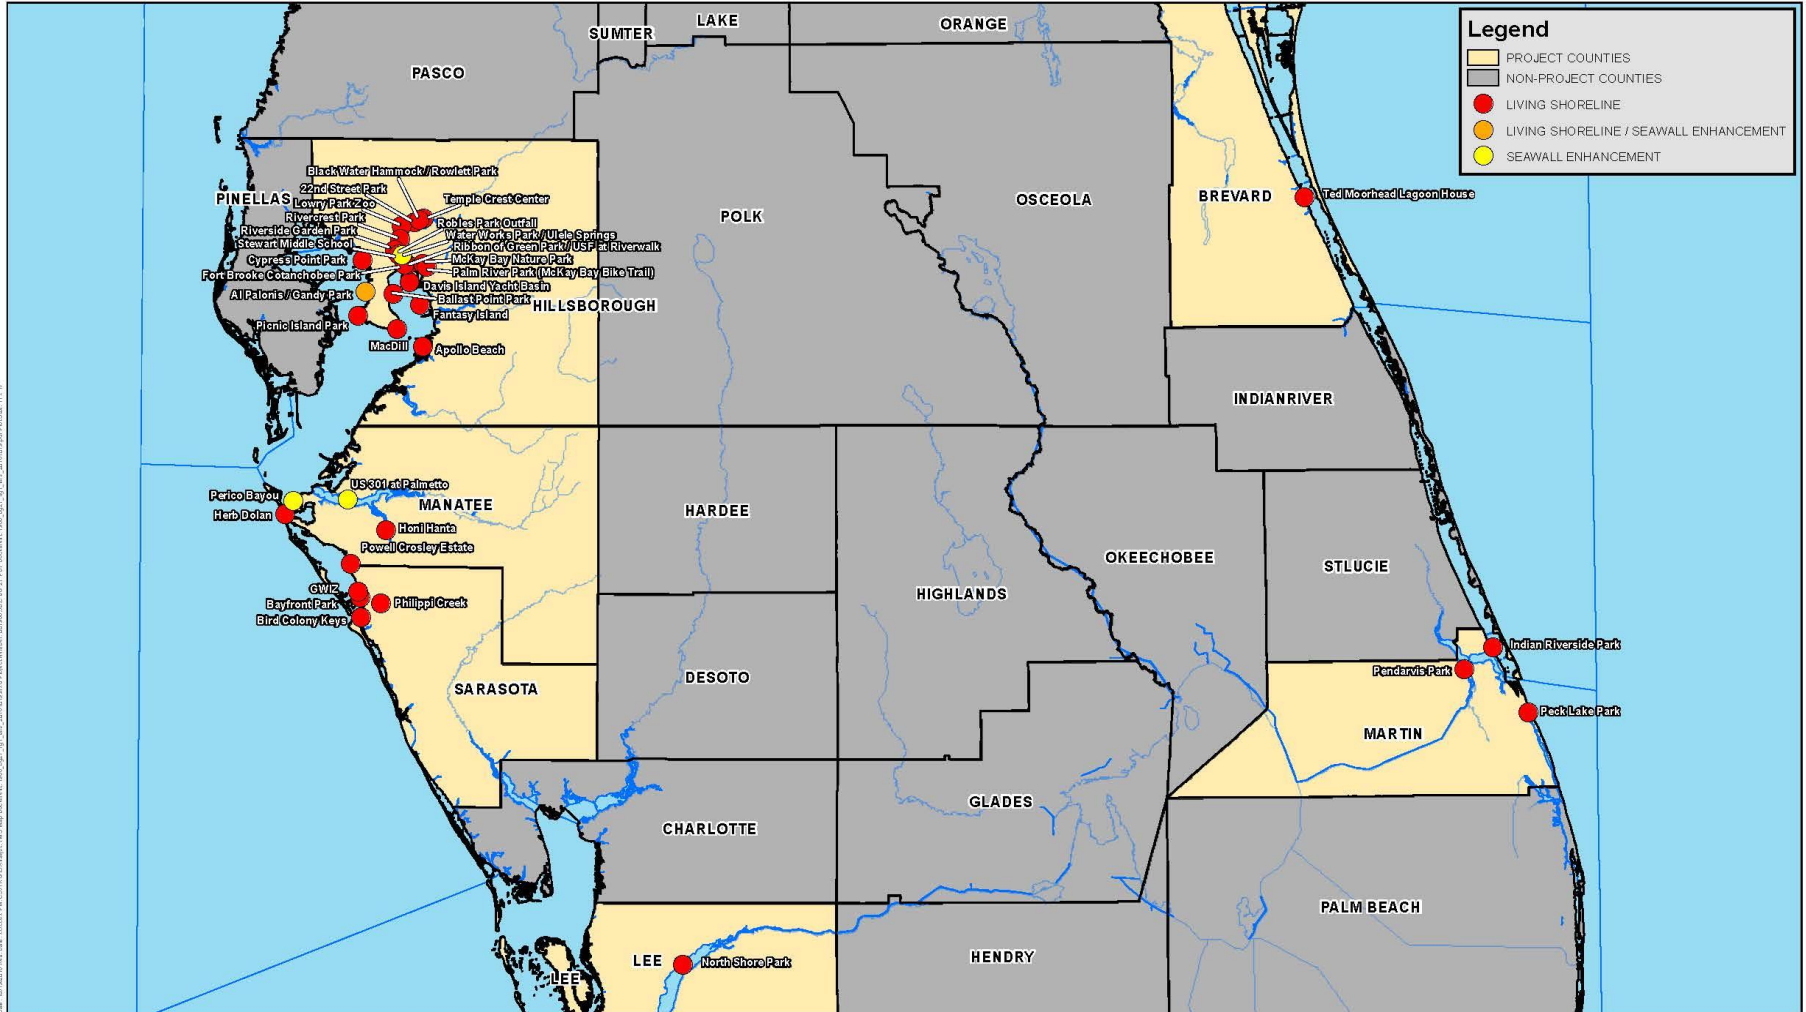 Legend
PROJECT COUNTIES
NON-PROJECT COUNTIES
LIVING SHORELINE
LIVING SHORELINE / SEAWALL ENHANCEMENT
SEAWALL ENHANCEMENT
LAKE
ORANGE
SUMTER
PASCO
Black Water Hammock / Rowlett Park
22nd Street Park
Temple Crest Center
Lowry Park Zoo
Rivercrest Park
Robles Park Outfall
Riverside Garden Park
Water Works Park / Ulele Springs
Stewart Middle School
Ribbon of Green Park / USF at Riverwalk
Cypress Point Park
McKay Bay Nature Park
Fort Brooke Cotanchobee Park
Palm River Park (McKay Bay Bike Trail)
Davis Island Yacht Basin
Al Palonis / Gandy Park
Ballast Point Park
Fantasy Island
Picnic Island Park
MacDill
Apollo Beach
PINELLAS
HILLSBOROUGH
POLK
OSCEOLA
BREVARD
Ted Moorhead Lagoon House
INDIANRIVER
US 301 at Palmetto
Perico Bayou
MANATEE
Herb Dolan
Honi Hanta
Powell Crosley Estate
GWIZ
Bayfront Park
Philippi Creek
Bird Colony Keys
HARDEE
HIGHLANDS
OKEECHOBEE
STLUCIE
Indian Riverside Park
Pendarvis Park
Peck Lake Park
SARASOTA
DESOTO
MARTIN
CHARLOTTE
GLADES
PALM BEACH
LEE
North Shore Park
LEE
HENDRY